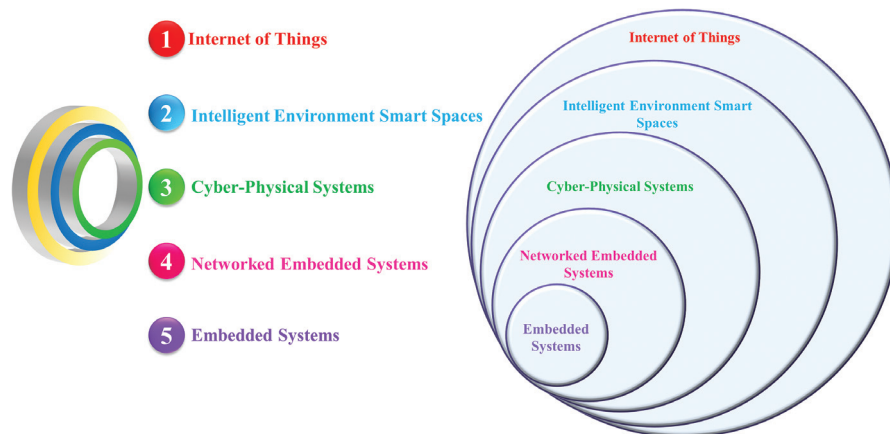 1 Internet of Things
2 Intelligent Environment Smart Spaces
3 Cyber-Physical Systems
4 Networked Embedded Systems
5 Embedded Systems
Internet of Things
Intelligent Environment Smart
Spaces
Cyber-Physical Systems
Networked Embedded
Systems
Embedded
Systems